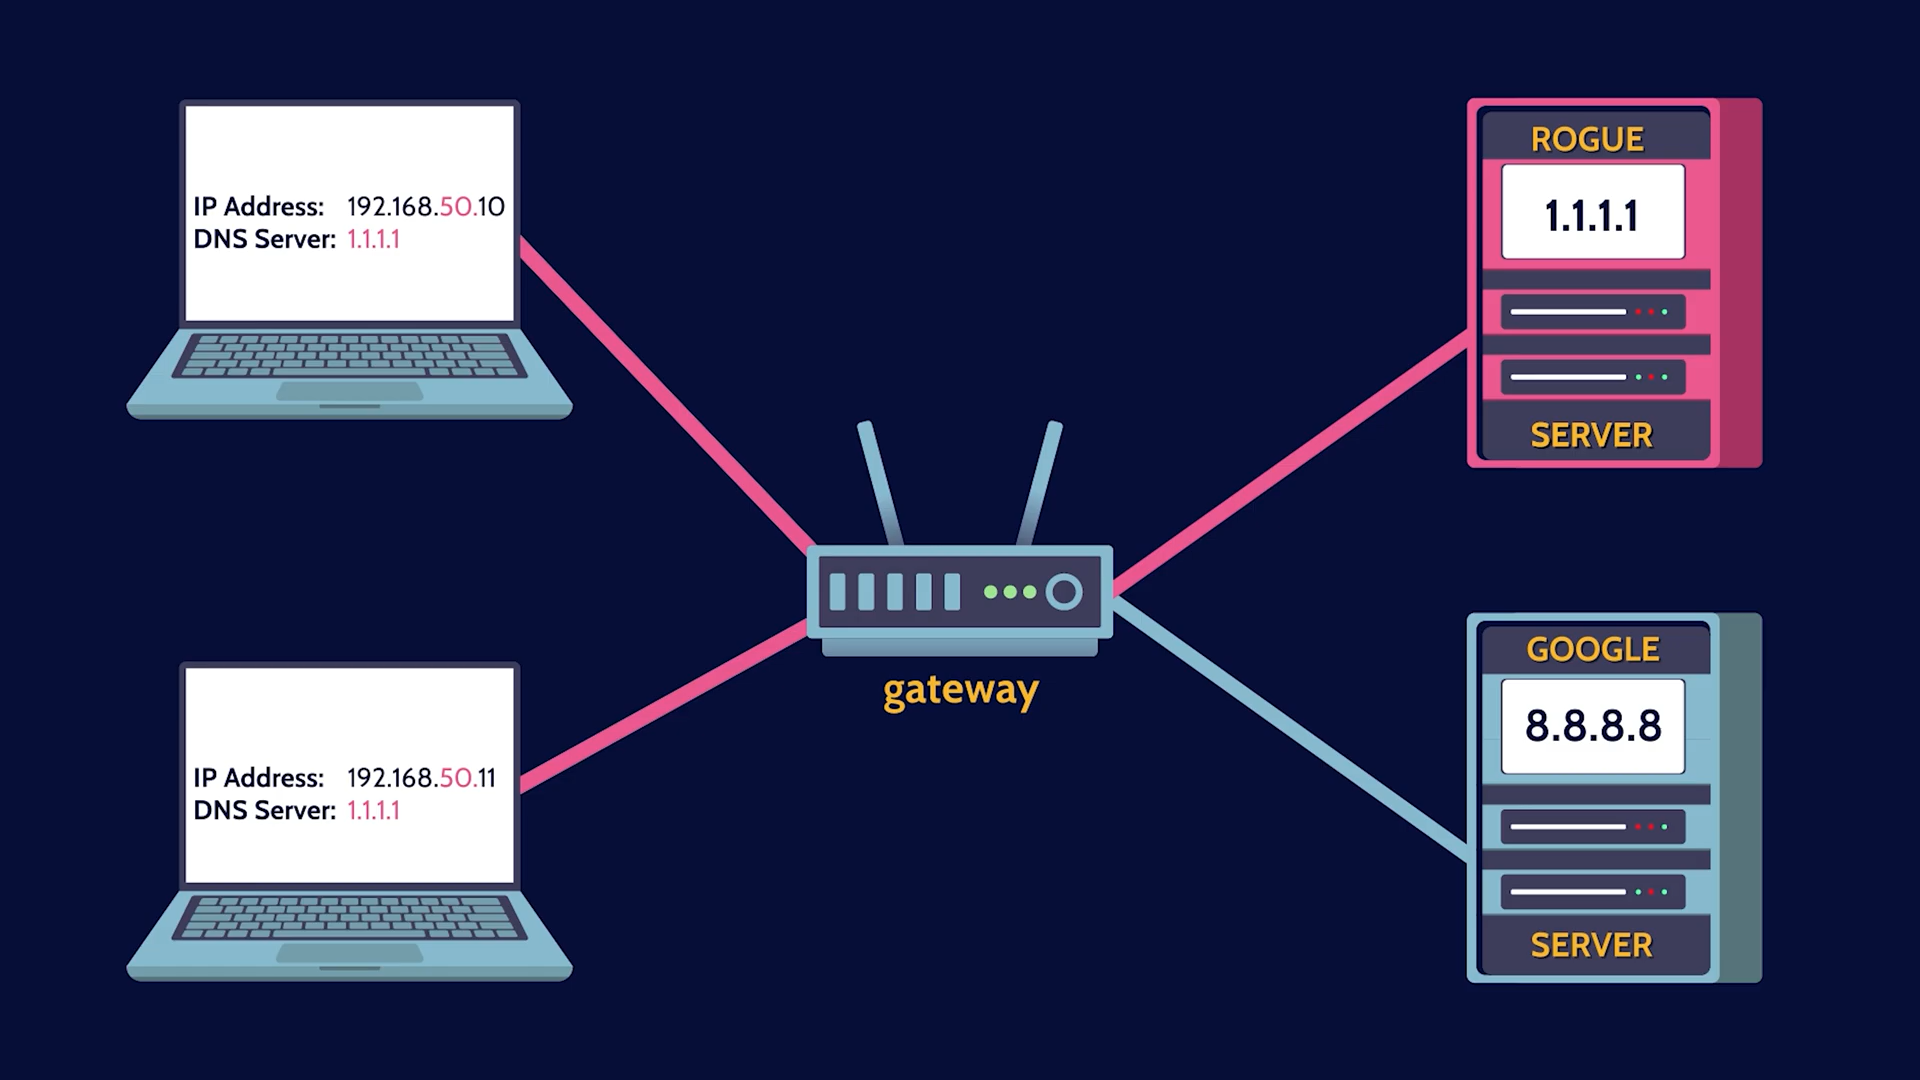 IP Address: 192.168.50.10
DNS Server: 1.1.1.1
ROGUE
1.1.1.1
SERVER
gateway
IP Address: 192.168.50.11
DNS Server: 1.1.1.1
GOOGLE
8.8.8.8
SERVER